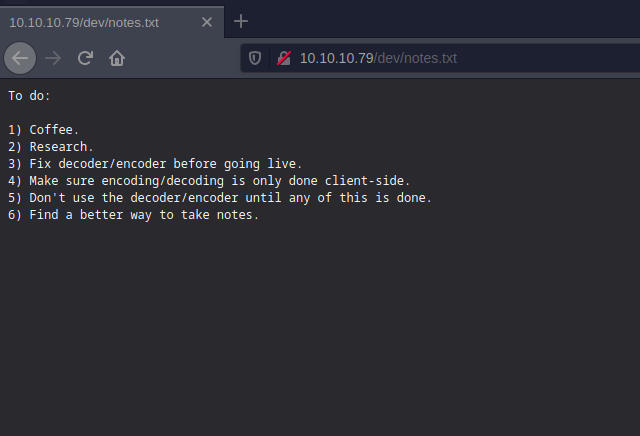 10.10.10.79/dev/notes.txt
10.10.10.79/dev/notes.txt
To do:
1) Coffee.
2) Research.
3) Fix decoder/encoder before going live.
4) Make sure encoding/decoding is only done client-side.
5) Don't use the decoder/encoder until any of this is done.
6) Find a better way to take notes.